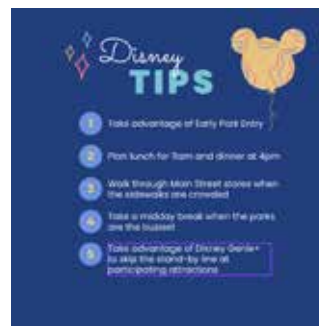 Disney
TIPS
1 Take advantage of Early Park Entry
2 Plan lunch for 11am and dinner at 4pm
3 Walk through Main Street stores when
the sidewalks are crowded
4 Take a midday break when the parks
are the busiest
5 Take advantage of Disney Genie+
to skip the stand-by line at
participating attractions